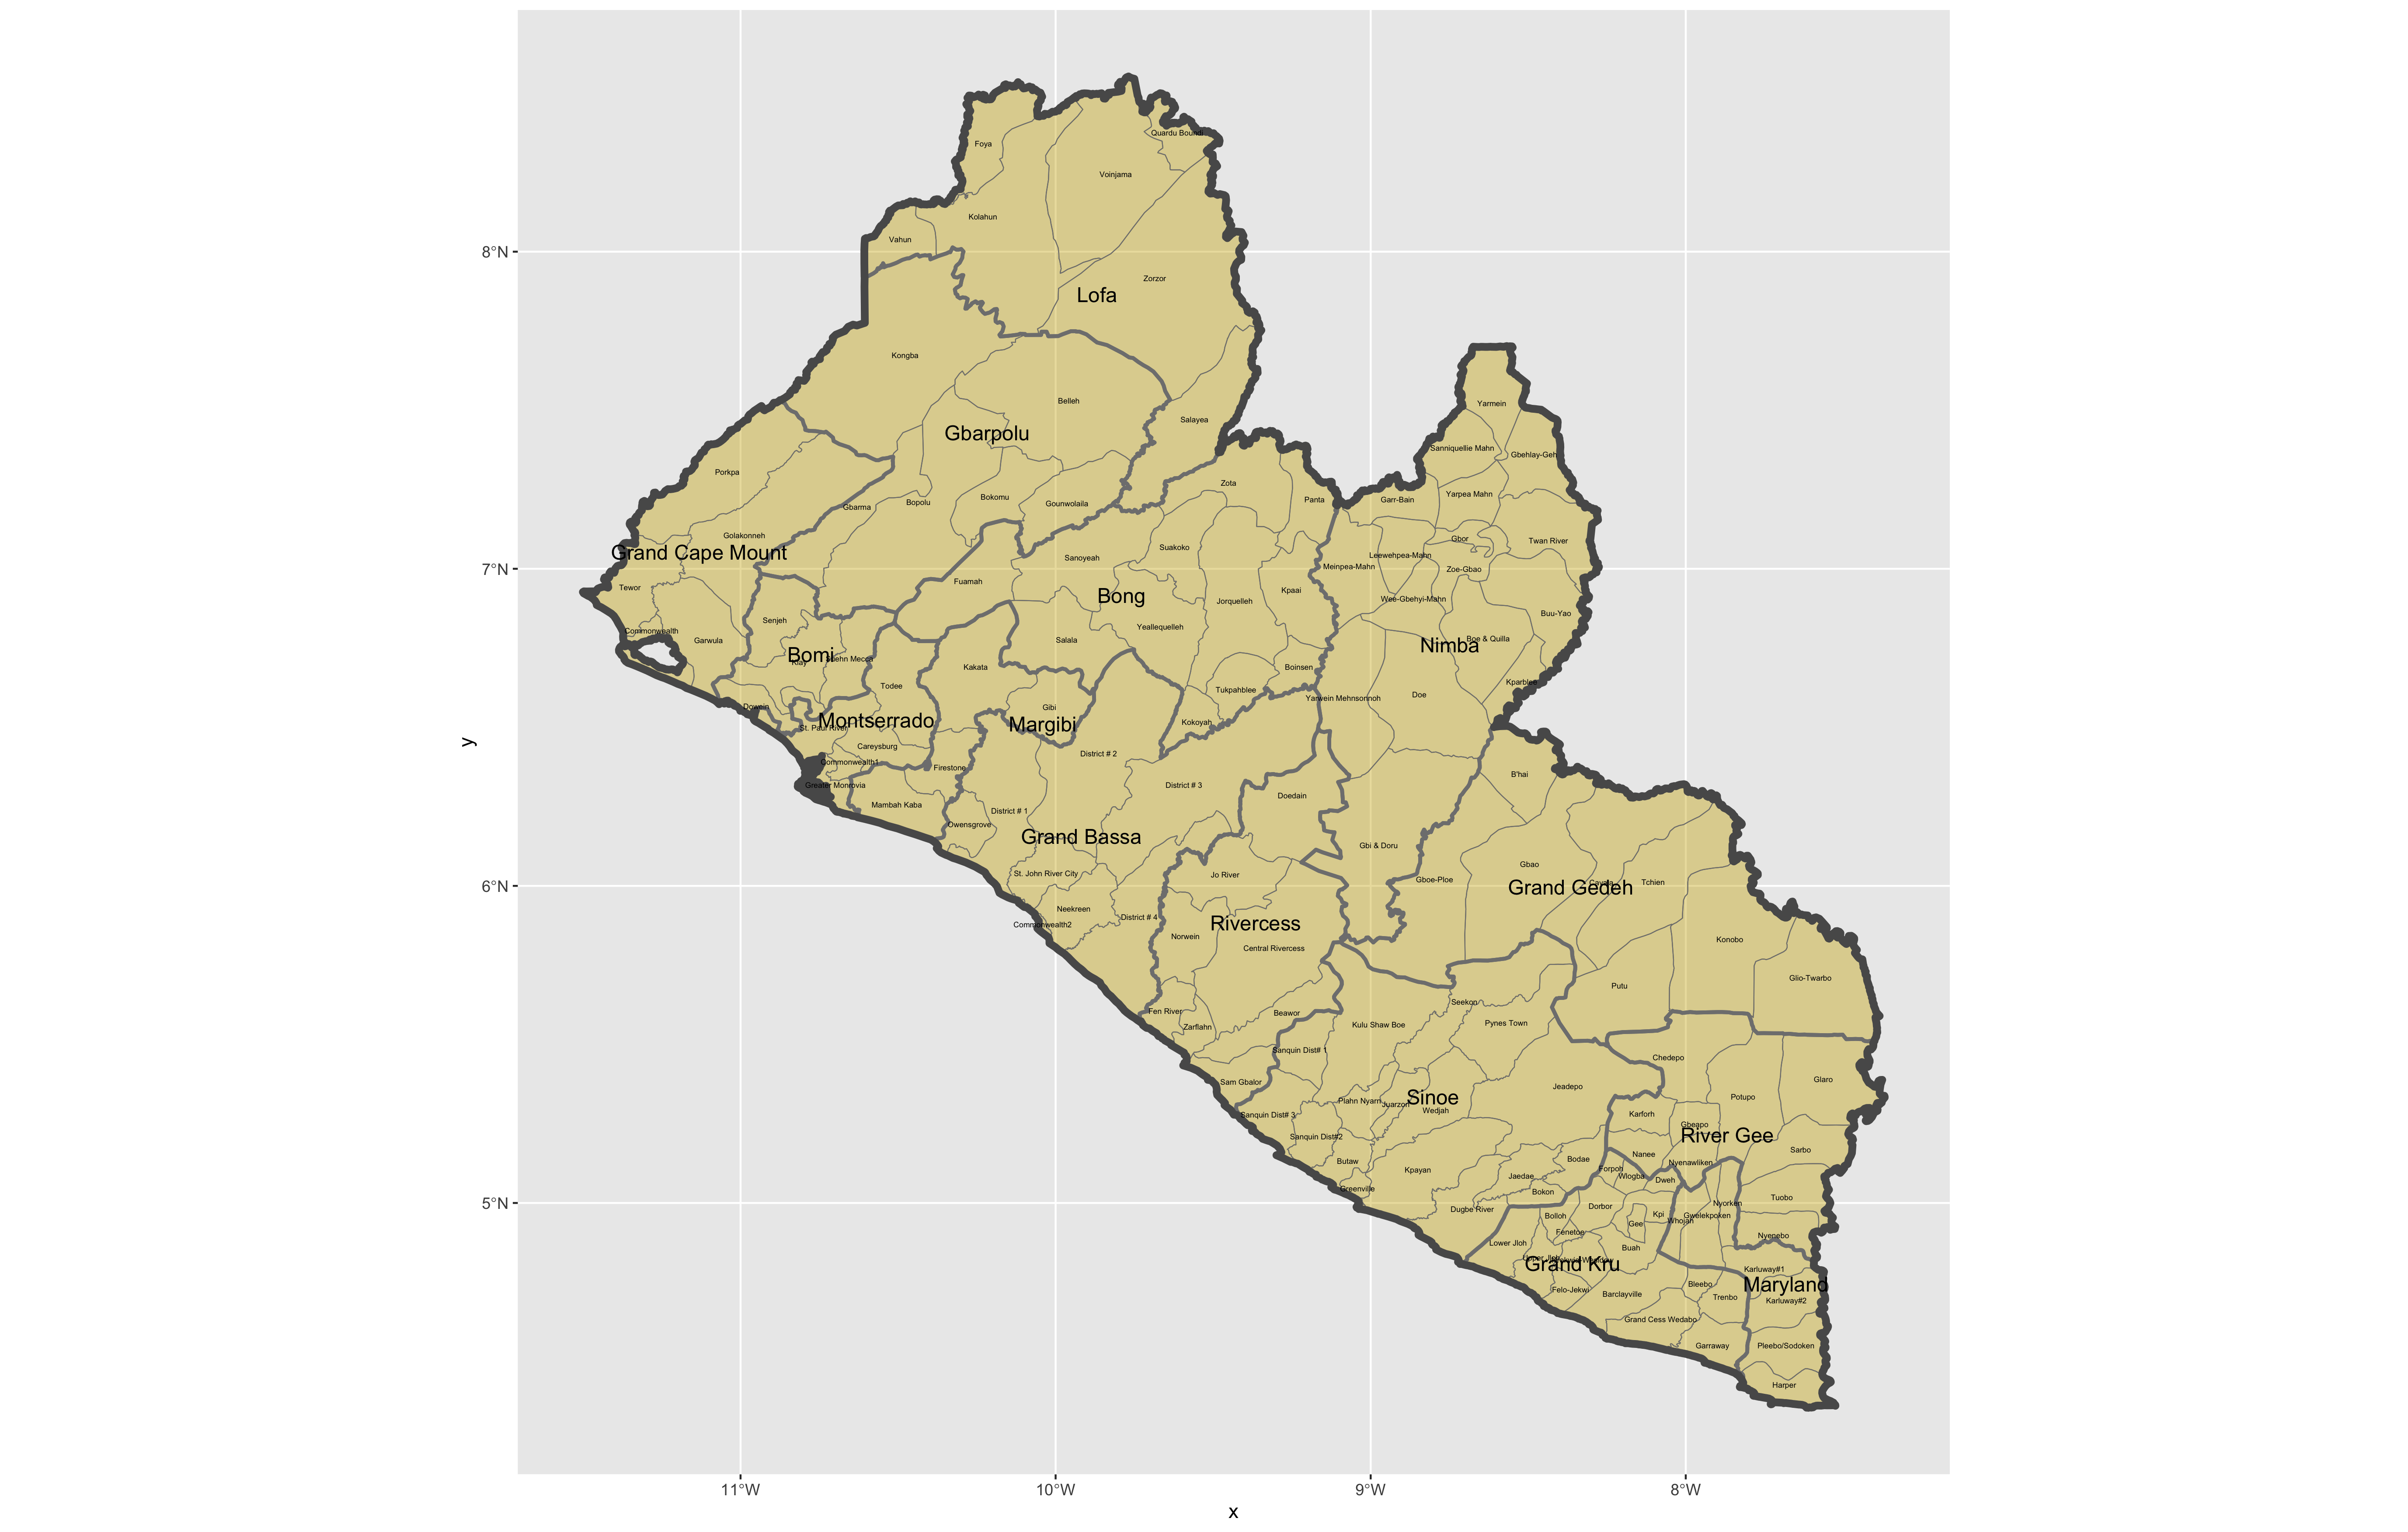 Quardu Boundi
Foya
Voinjama
Kolahun
Vahun
8°N
Zorzor
Lofa
Kongba
Belleh
Yarmein
Salayea
Gbarpolu
Sanniquellie Mahn
Gbehlay-Geh
Porkpa
Zota
Yarpea Mahn
Bokomu
Panta
Garr-Bain
Bopolu
Gounwolaila
Gbarma
Golakonneh
Gbor
Twan River
Suakoko
Grand Cape Mount
Leewehpea-Mahn
Sanoyeah
Meinpea-Mahn
7°N
Zoe-Gbao
Fuamah
Tewor
Kpaai
Bong
Wee-Gbehyi-Mahn
Jorquelleh
Buu-Yao
Senjeh
Yeallequelleh
Commonwealth
Garwula
Salala
Boe & Quilla
Nimba
Bomi
Klay
Suehn Mecca
Kakata
Boinsen
Todee
Kparblee
Tukpahblee
Doe
Yarwein Mehnsonnoh
Dowein
Gibi
Montserrado
Margibi
Kokoyah
St. Paul River
y
Careysburg
District # 2
Commonwealth1
Firestone
B'hai
Greater Monrovia
District # 3
Doedain
Mambah Kaba
District # 1
Owensgrove
Grand Bassa
Gbi & Doru
Gbao
St. John River City
Jo River
Gboe-Ploe
Cavala
Tchien
6°N
Grand Gedeh
Neekreen
District # 4
Commonwealth2
Rivercess
Norwein
Konobo
Central Rivercess
Glio-Twarbo
Putu
Seekon
Fen River
Beawor
Pynes Town
Kulu Shaw Boe
Zarflahn
Sanquin Dist# 1
Chedepo
Sam Gbalor
Glaro
Jeadepo
Sinoe
Potupo
Plahn Nyarn
Juarzon
Wedjah
Sanquin Dist# 3
Karforh
Gbeapo
River Gee
Sanquin Dist#2
Sarbo
Nanee
Bodae
Butaw
Nyenawliken
Kpayan
Forpoh
Jaedae
Wlogba
Dweh
Greenville
Bokon
Tuobo
5°N
Nyorken
Dorbor
Dugbe River
Kpi
Gwelekpoken
Bolloh
Whojah
Gee
Fenetoe
Nyenebo
Lower Jloh
Buah
Upper Jloh
Grand Kru
Karluway#1
Bleebo
Maryland
Felo-Jekwi
Barclayville
Trenbo
Karluway#2
Grand Cess Wedabo
Garraway
Pleebo/Sodoken
Harper
11°W
10°W
9°W
8°W
x